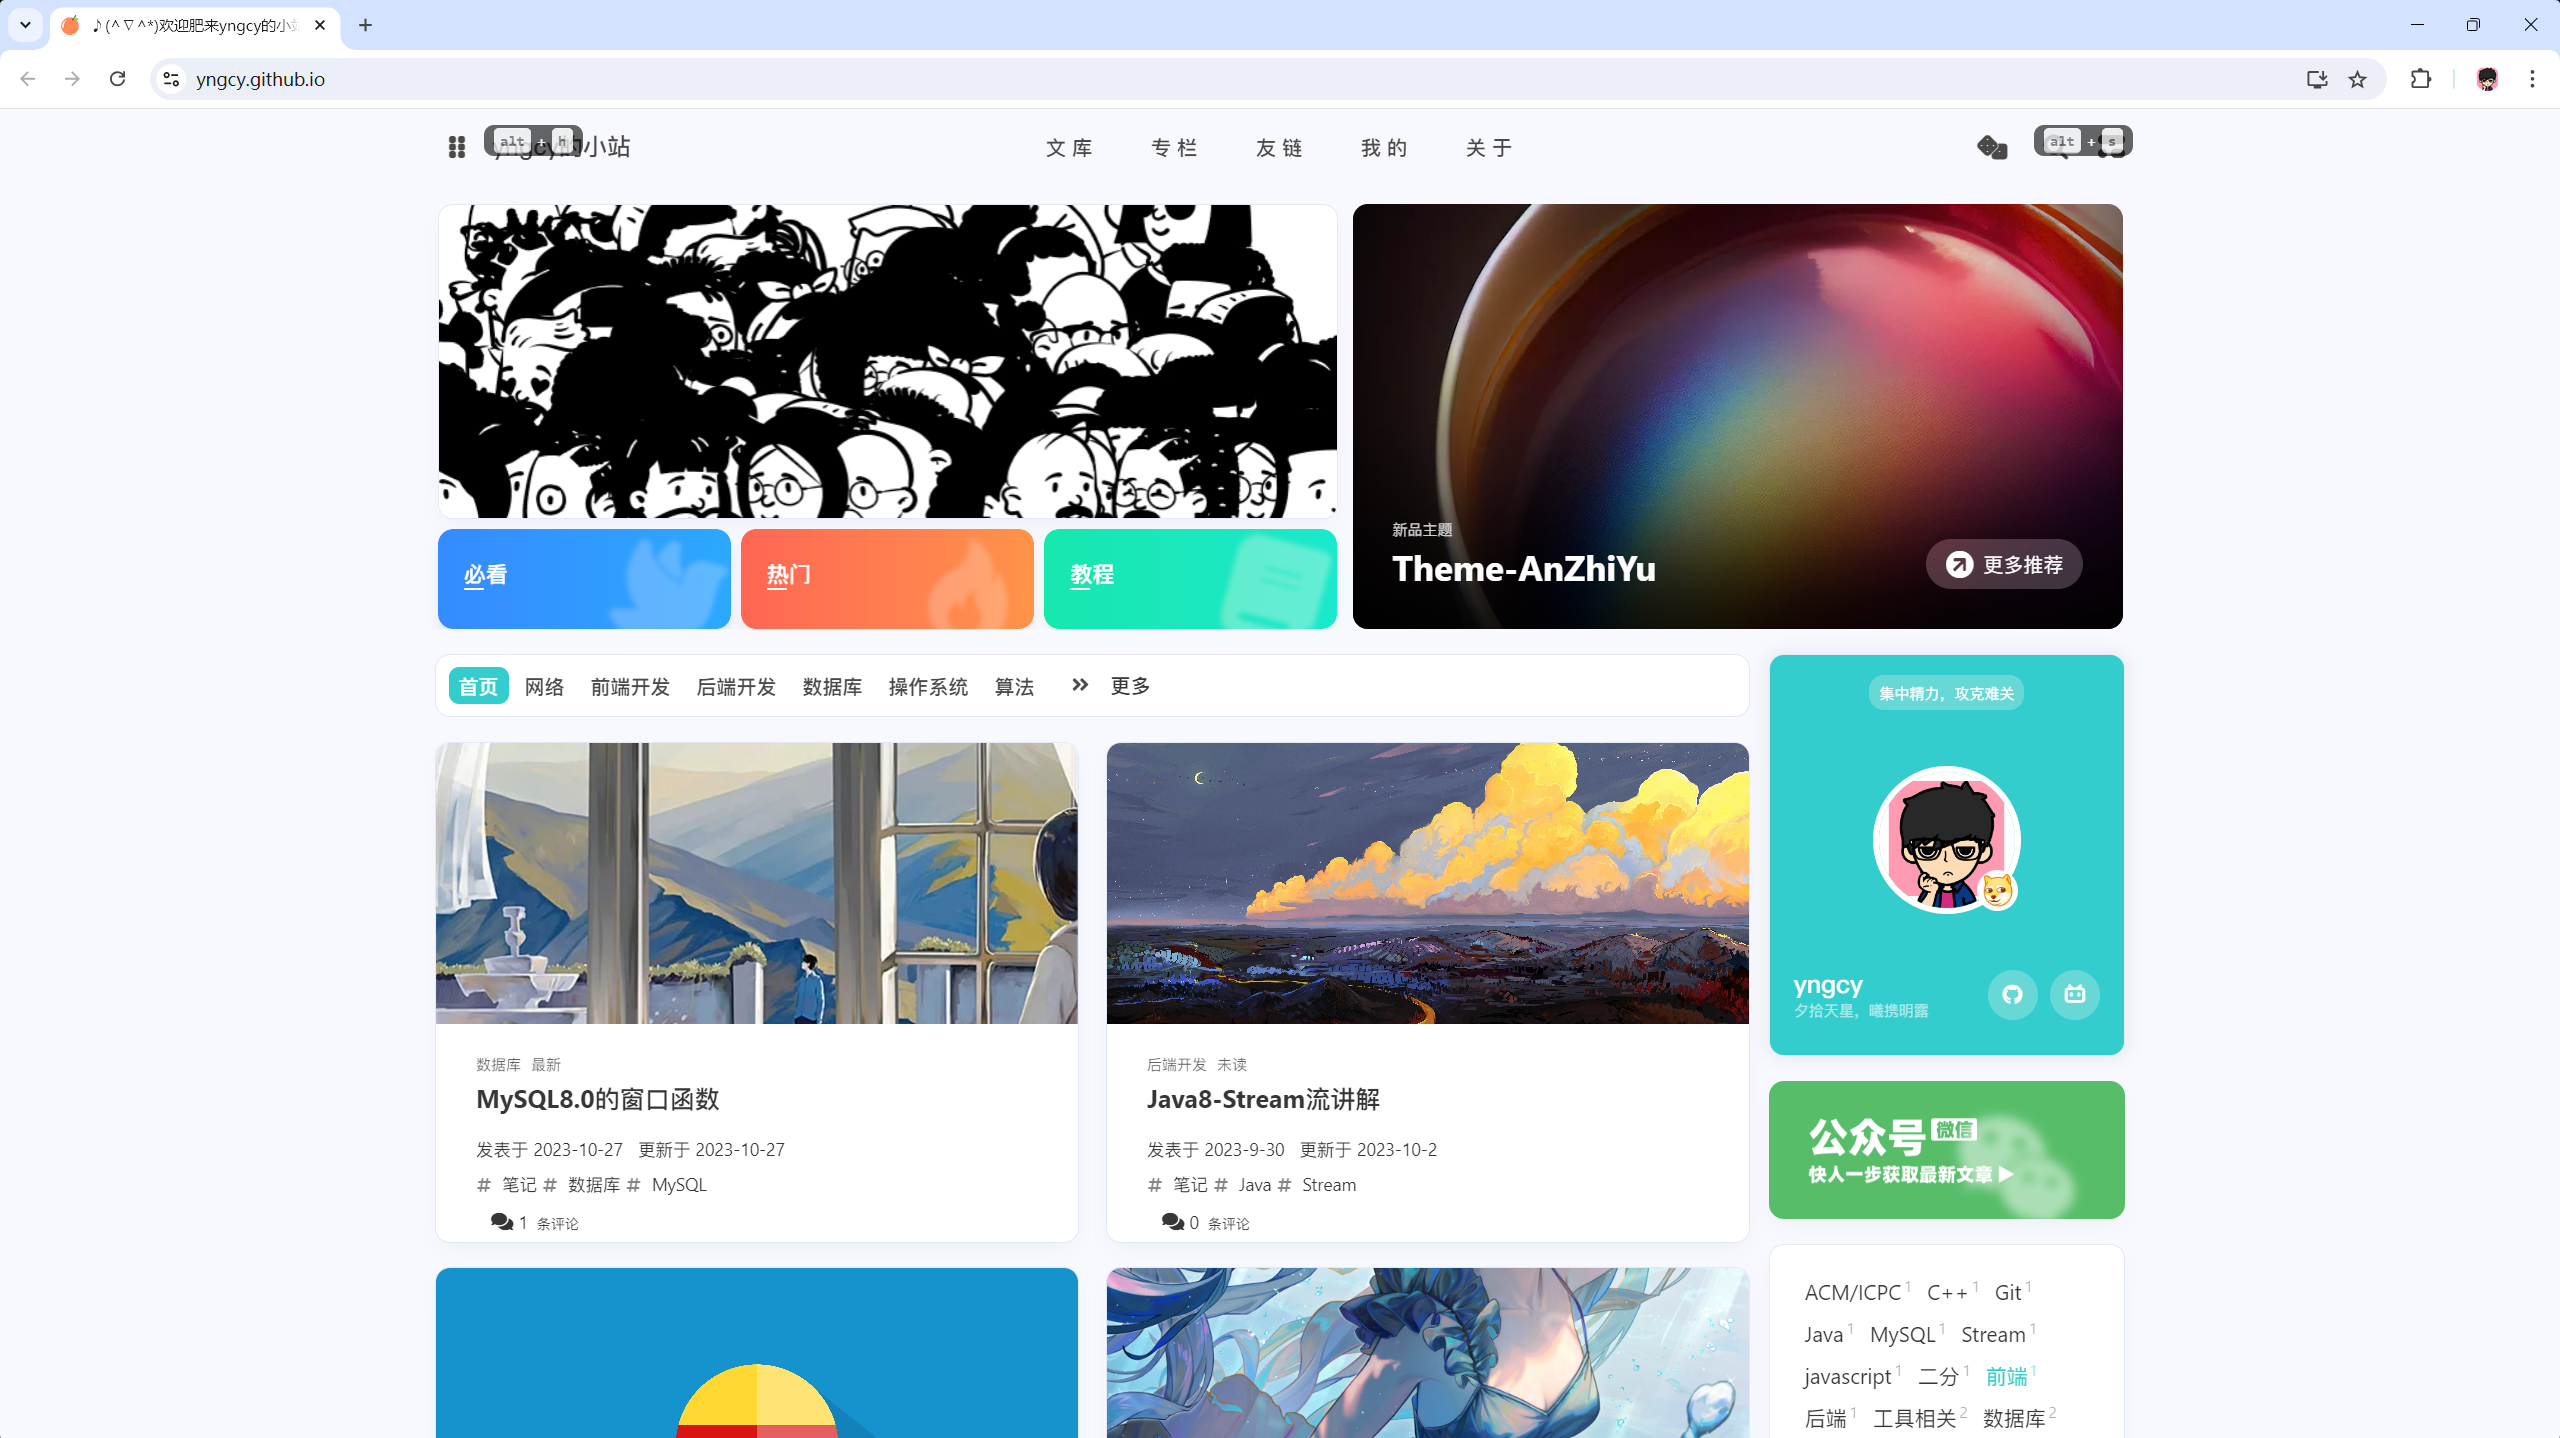 ♪(^∇^*)欢迎肥来yngcy的小站
yngcy.github.io
alt + h
yngcy的小站
文库 专栏 友链 我的 关于
alt + s
新品主题
Theme-AnZhiYu
更多推荐
必看
热门
教程
首页 网络 前端开发 后端开发 数据库 操作系统 算法 更多
集中精力，攻克难关
yngcy
夕拾天星，曦携明露
数据库 最新
MySQL8.0的窗口函数
发表于 2023-10-27 更新于 2023-10-27
# 笔记 # 数据库 # MySQL
1 条评论
后端开发 未读
Java8-Stream流讲解
发表于 2023-9-30 更新于 2023-10-2
# 笔记 # Java # Stream
0 条评论
公众号 微信
快人一步获取最新文章 ▶
ACM/ICPC 1 C++ 1 Git 1
Java 1 MySQL 1 Stream 1
javascript 1 二分 1 前端 1
后端 1 工具相关 2 数据库 2